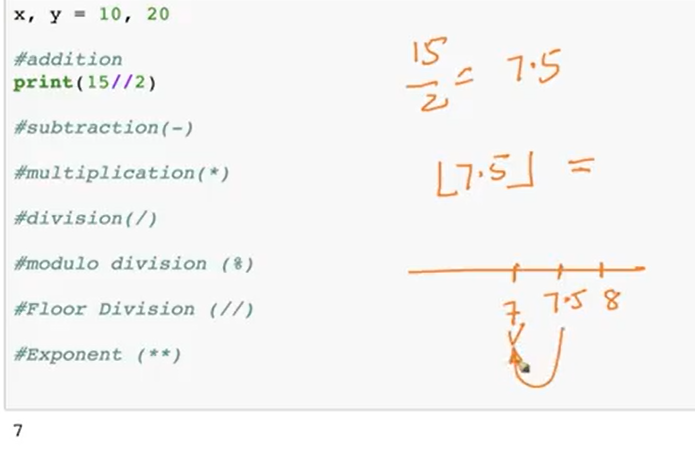 x, y = 10, 20
#addition
print(15//2)
#subtraction(-)
#multiplication(*)
#division(/)
#modulo division (%)
#Floor Division (//)
#Exponent (**)
7
15/2 = 7.5
⌊7.5⌋ =
7 7.5 8